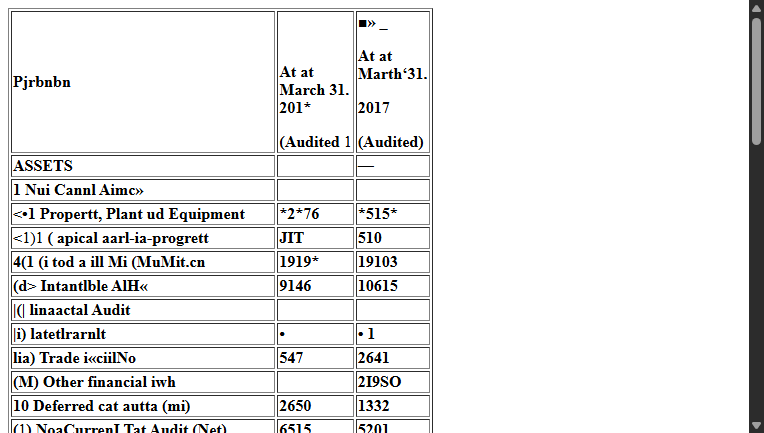 Pjrbnbn
At at
March 31.
201*
(Audited 1
■» _
At at
Marth‘31.
2017
(Audited)
ASSETS —
1 Nui Cannl Aimc»
<•1 Propertt, Plant ud Equipment *2*76 *515*
<1)1 ( apical aarl-ia-progrett JIT 510
4(1 (i tod a ill Mi (MuMit.cn 1919* 19103
(d> Intantlble AlH« 9146 10615
|(| linaactal Audit
|i) latetlrarnlt • • 1
lia) Trade i«ciilNo 547 2641
(M) Other financial iwh 2I9SO
10 Deferred cat autta (mi) 2650 1332
(1) NoaCurrenI Tat Audit (Net) 6515 5201